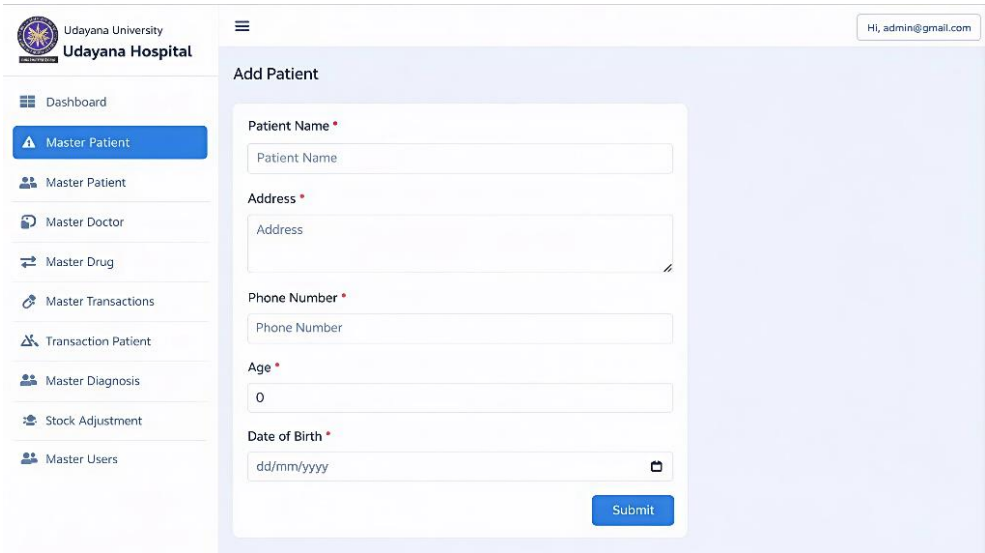 Udayana University
Udayana Hospital
Hi, admin@gmail.com
Dashboard
Master Patient
Master Patient
Master Doctor
Master Drug
Master Transactions
Transaction Patient
Master Diagnosis
Stock Adjustment
Master Users
Add Patient
Patient Name *
Patient Name
Address *
Address
Phone Number *
Phone Number
Age *
0
Date of Birth *
dd/mm/yyyy
Submit